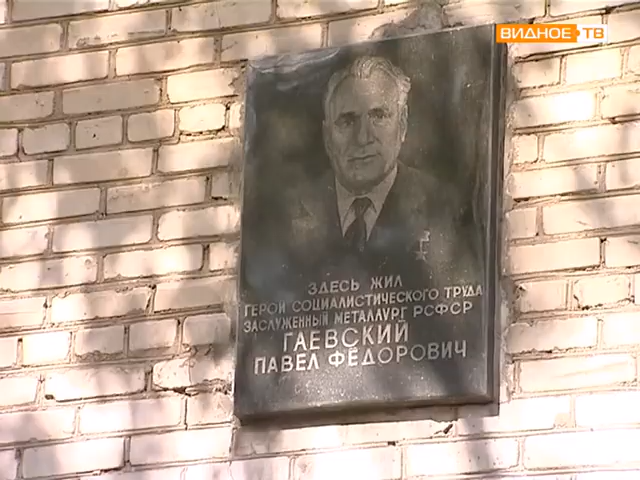 ВИДНОЕ ТВ
ЗДЕСЬ ЖИЛ
ГЕРОЙ СОЦИАЛИСТИЧЕСКОГО ТРУДА
ЗАСЛУЖЕННЫЙ МЕТАЛЛУРГ РСФСР
ГАЕВСКИЙ
ПАВЕЛ ФЁДОРОВИЧ